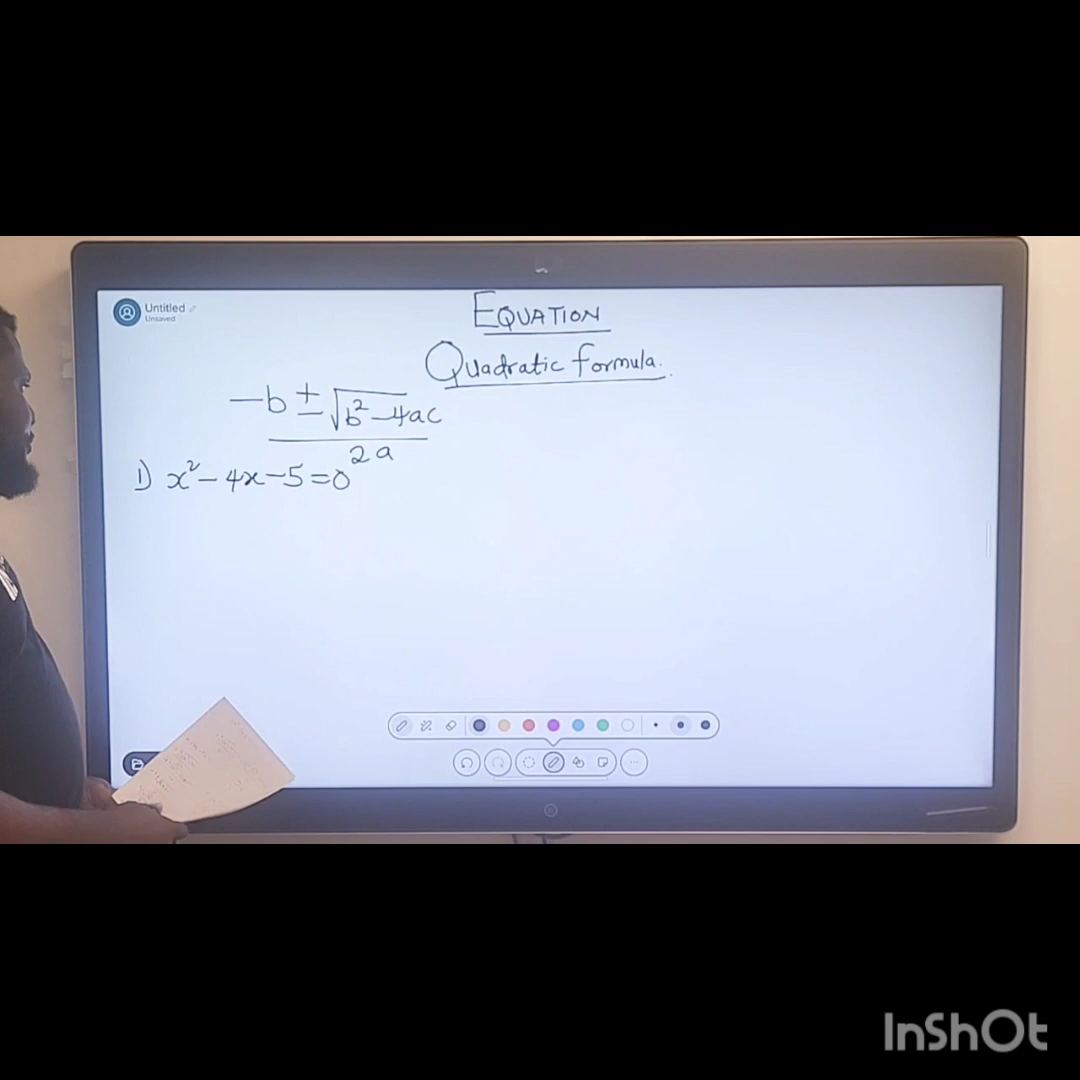 Untitled
Unsaved
EQUATION
Quadratic formula.
-b ± √b²-4ac
2a
1) x² - 4x - 5 = 0
InShOt